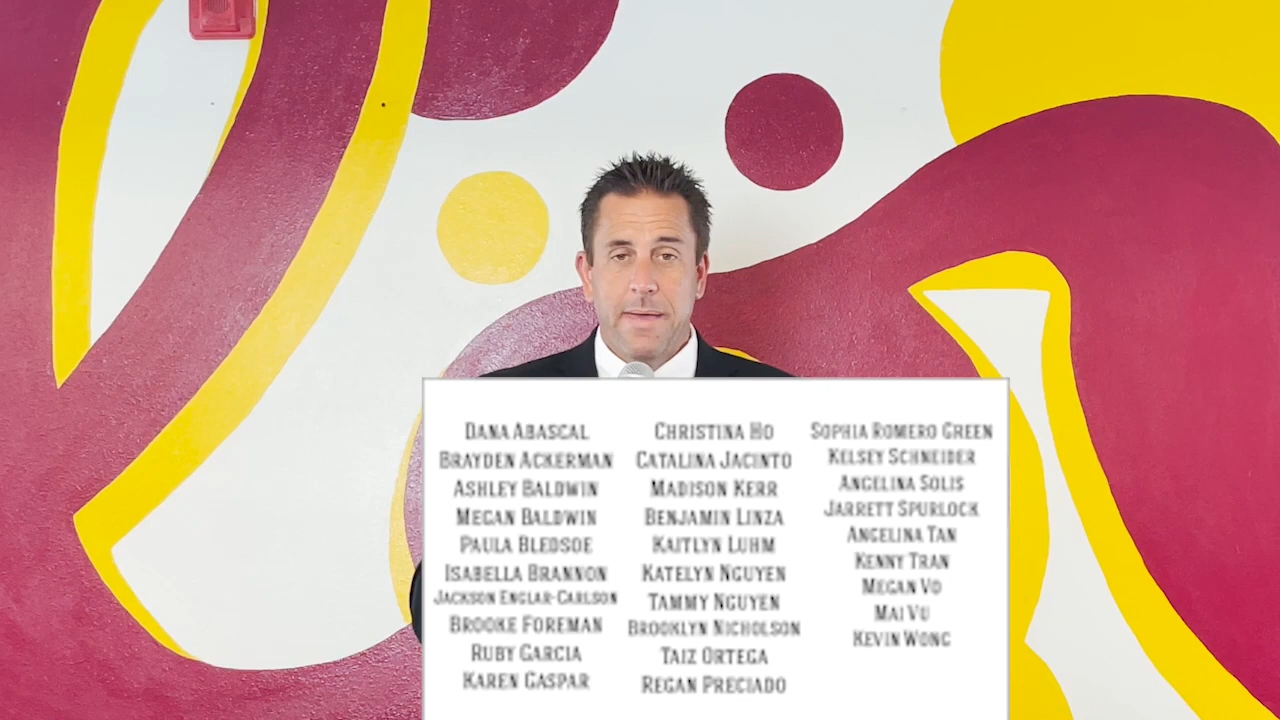 DANA ABASCAL
BRAYDEN ACKERMAN
ASHLEY BALDWIN
MEGAN BALDWIN
PAULA BLEDSOE
ISABELLA BRANNON
JACKSON ENGLAR-CARLSON
BROOKE FOREMAN
RUBY GARCIA
KAREN GASPAR
CHRISTINA HO
CATALINA JACINTO
MADISON KERR
BENJAMIN LINZA
KAITLYN LUHM
KATELYN NGUYEN
TAMMY NGUYEN
BROOKLYN NICHOLSON
TAIZ ORTEGA
REGAN PRECIADO
SOPHIA ROMERO GREEN
KELSEY SCHNEIDER
ANGELINA SOLIS
JARRETT SPURLOCK
ANGELINA TAN
KENNY TRAN
MEGAN VO
MAI VU
KEVIN WONG